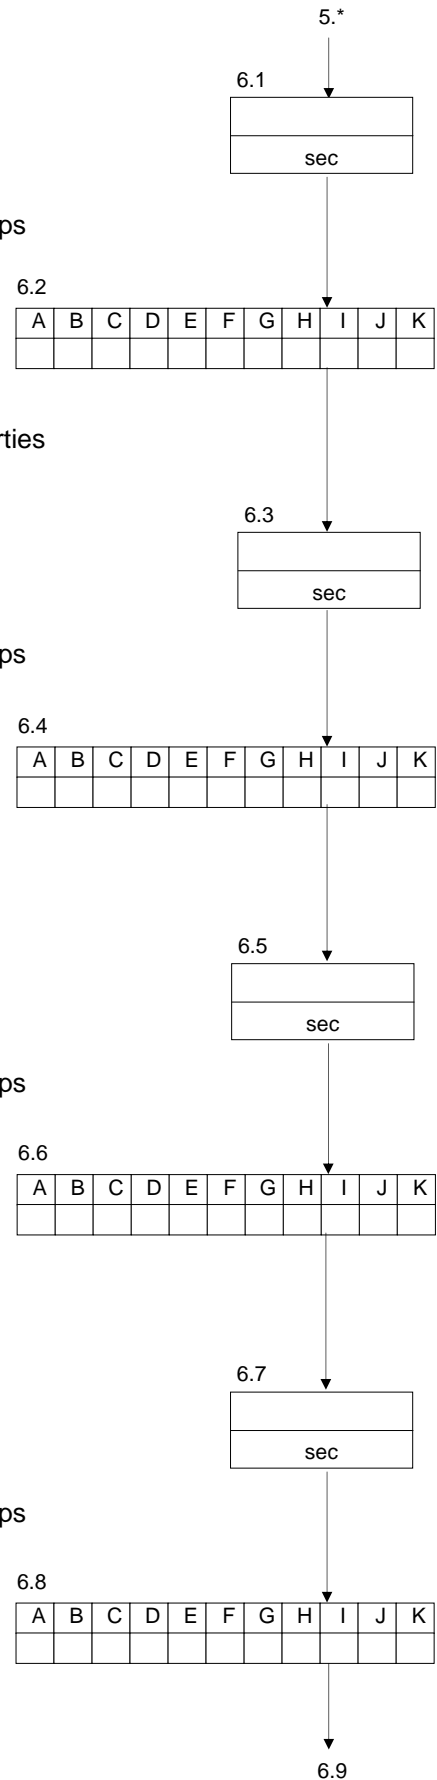 5.*
6.1
sec
ps
6.2
A B C D E F G H I J K
rties
6.3
sec
ps
6.4
A B C D E F G H I J K
6.5
sec
ps
6.6
A B C D E F G H I J K
6.7
sec
ps
6.8
A B C D E F G H I J K
6.9